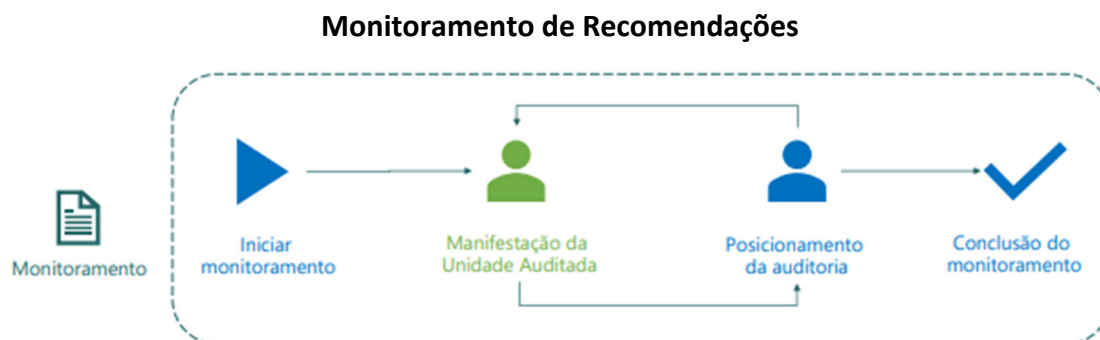 Monitoramento de Recomendações
Monitoramento
Iniciar
monitoramento
Manifestação da
Unidade Auditada
Posicionamento
da auditoria
Conclusão do
monitoramento